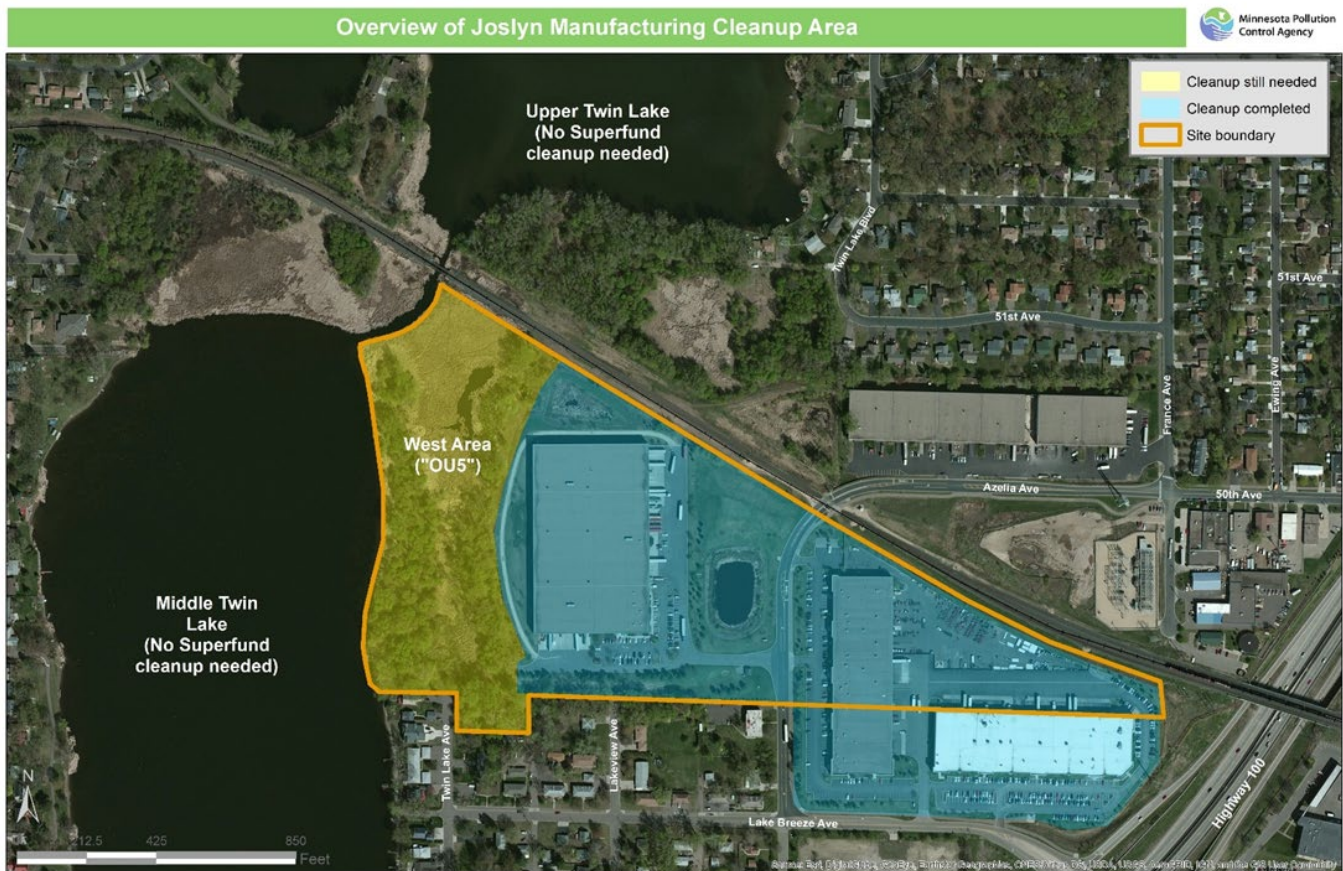 Overview of Joslyn Manufacturing Cleanup Area
Minnesota Pollution
Control Agency
Cleanup still needed
Cleanup completed
Site boundary
Upper Twin Lake
(No Superfund
cleanup needed)
Twin Lake Blvd
51st Ave
51st Ave
France Ave
Ewing Ave
West Area
("OU5")
Azelia Ave
50th Ave
Middle Twin
Lake
(No Superfund
cleanup needed)
Twin Lake Ave
Lakeview Ave
Lake Breeze Ave
Highway 100
N
212.5
425
850
Feet